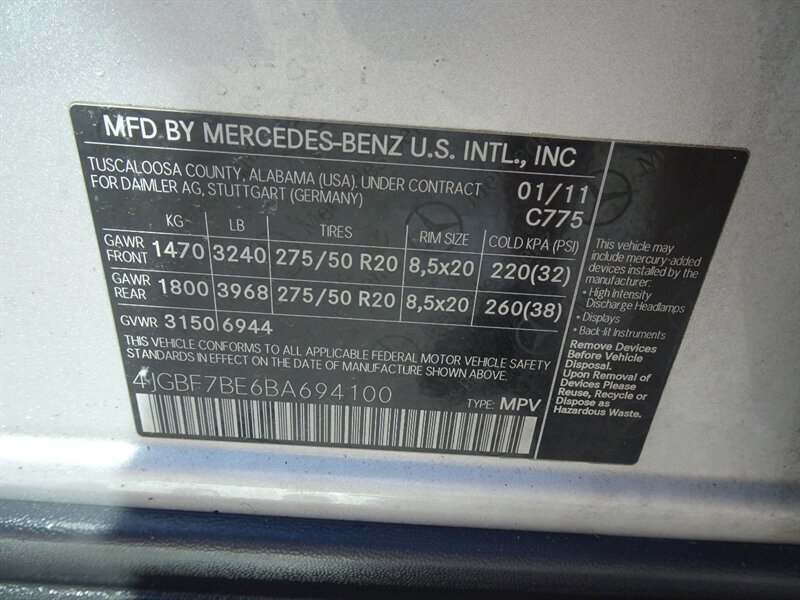 MFD BY MERCEDES-BENZ U.S. INTL., INC
TUSCALOOSA COUNTY, ALABAMA (USA). UNDER CONTRACT 01/11
FOR DAIMLER AG, STUTTGART (GERMANY) C775
KG LB TIRES RIM SIZE COLD KPA (PSI)
GAWR FRONT 1470 3240 275/50 R20 8,5x20 220(32)
GAWR REAR 1800 3968 275/50 R20 8,5x20 260(38)
GVWR 3150 6944
THIS VEHICLE CONFORMS TO ALL APPLICABLE FEDERAL MOTOR VEHICLE SAFETY
STANDARDS IN EFFECT ON THE DATE OF MANUFACTURE SHOWN ABOVE.
4JGBF7BE6BA694100
TYPE: MPV
This vehicle may
include mercury-added
devices installed by the
manufacturer:
• High Intensity
Discharge Headlamps
• Displays
• Back-lit Instruments
Remove Devices
Before Vehicle
Disposal.
Upon Removal of
Devices Please
Reuse, Recycle or
Dispose as
Hazardous Waste.